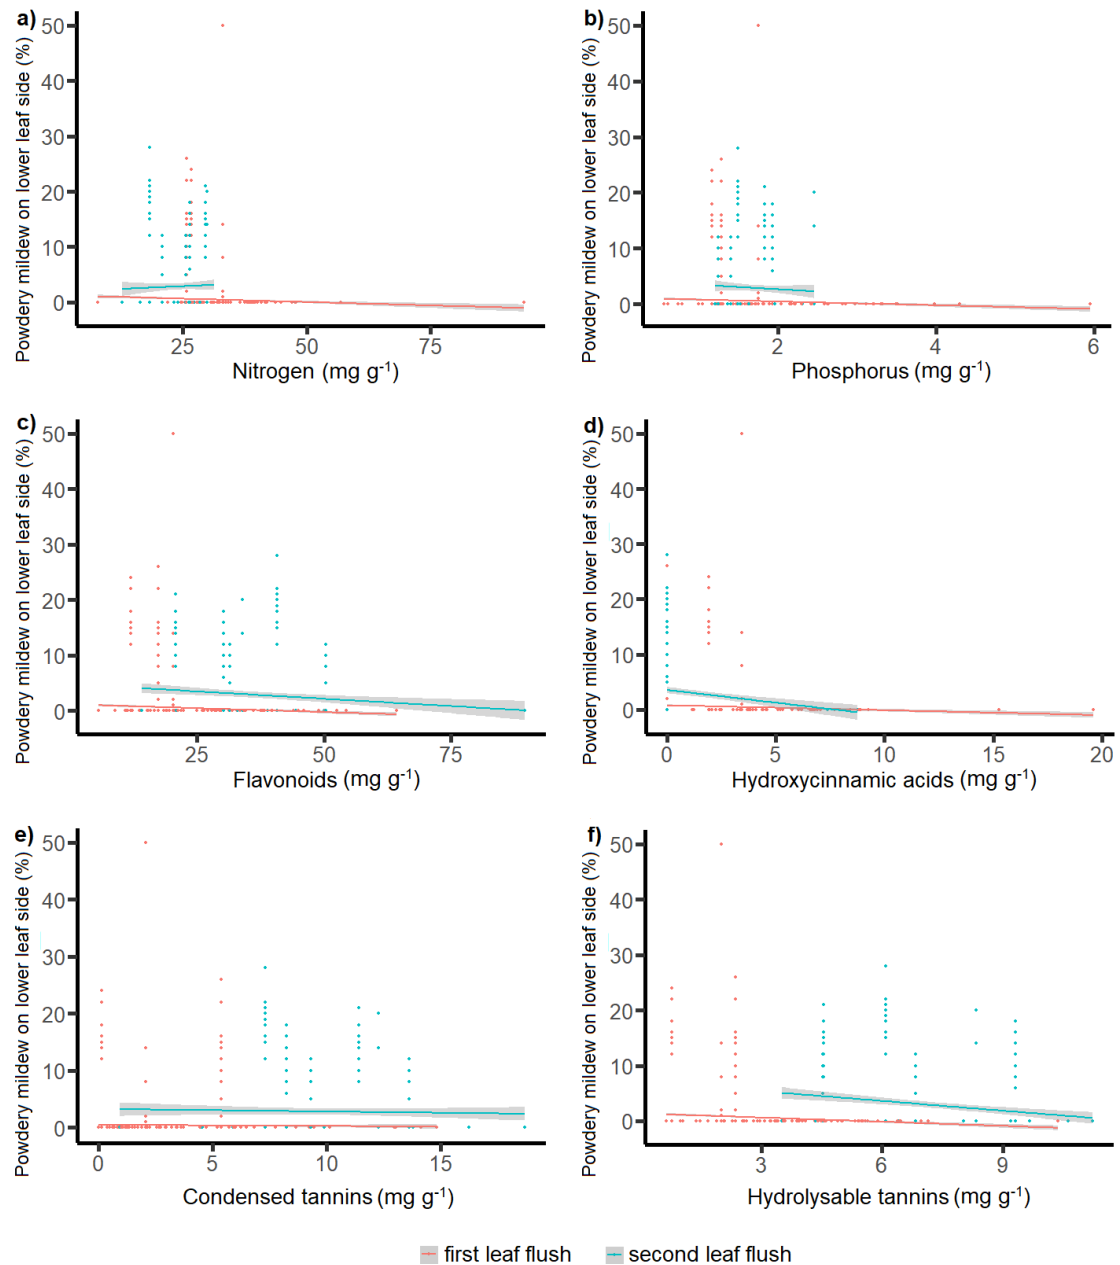 a)
Powdery mildew on lower leaf side (%)
50
40
30
20
10
0
25 50 75
Nitrogen (mg g⁻¹)
b)
Powdery mildew on lower leaf side (%)
50
40
30
20
10
0
2 4 6
Phosphorus (mg g⁻¹)
c)
Powdery mildew on lower leaf side (%)
50
40
30
20
10
0
25 50 75
Flavonoids (mg g⁻¹)
d)
Powdery mildew on lower leaf side (%)
50
40
30
20
10
0
0 5 10 15 20
Hydroxycinnamic acids (mg g⁻¹)
e)
Powdery mildew on lower leaf side (%)
50
40
30
20
10
0
0 5 10 15
Condensed tannins (mg g⁻¹)
f)
Powdery mildew on lower leaf side (%)
50
40
30
20
10
0
3 6 9
Hydrolysable tannins (mg g⁻¹)
first leaf flush second leaf flush